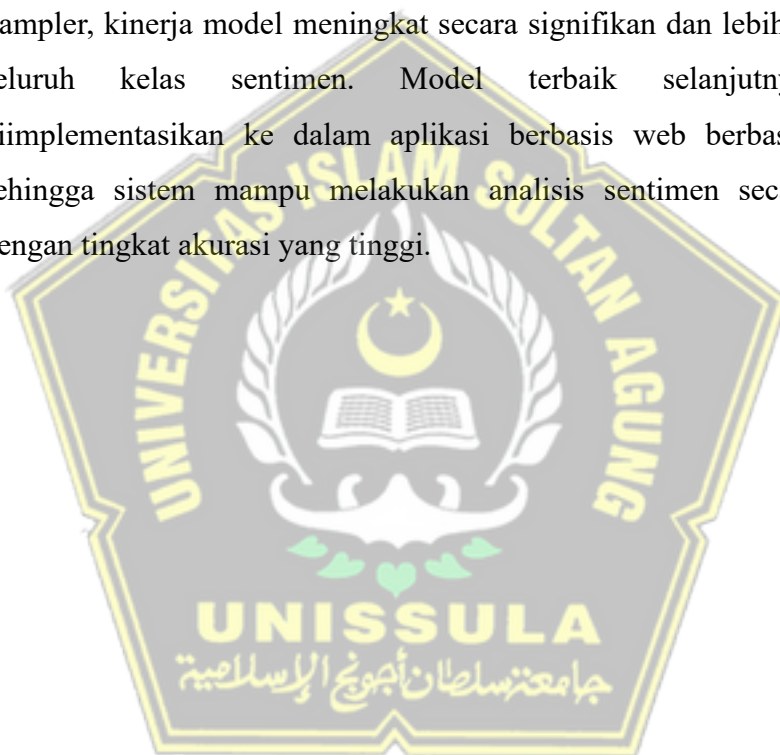 ampler, kinerja model meningkat secara signifikan dan lebih
eluruh kelas sentimen. Model terbaik selanjutn
iimplementasikan ke dalam aplikasi berbasis web berbas
ehingga sistem mampu melakukan analisis sentimen sec
engan tingkat akurasi yang tinggi.
UNIVERSITAS ISLAM SULTAN AGUNG
UNISSULA
جامعة سلطان أجونج الإسلامية